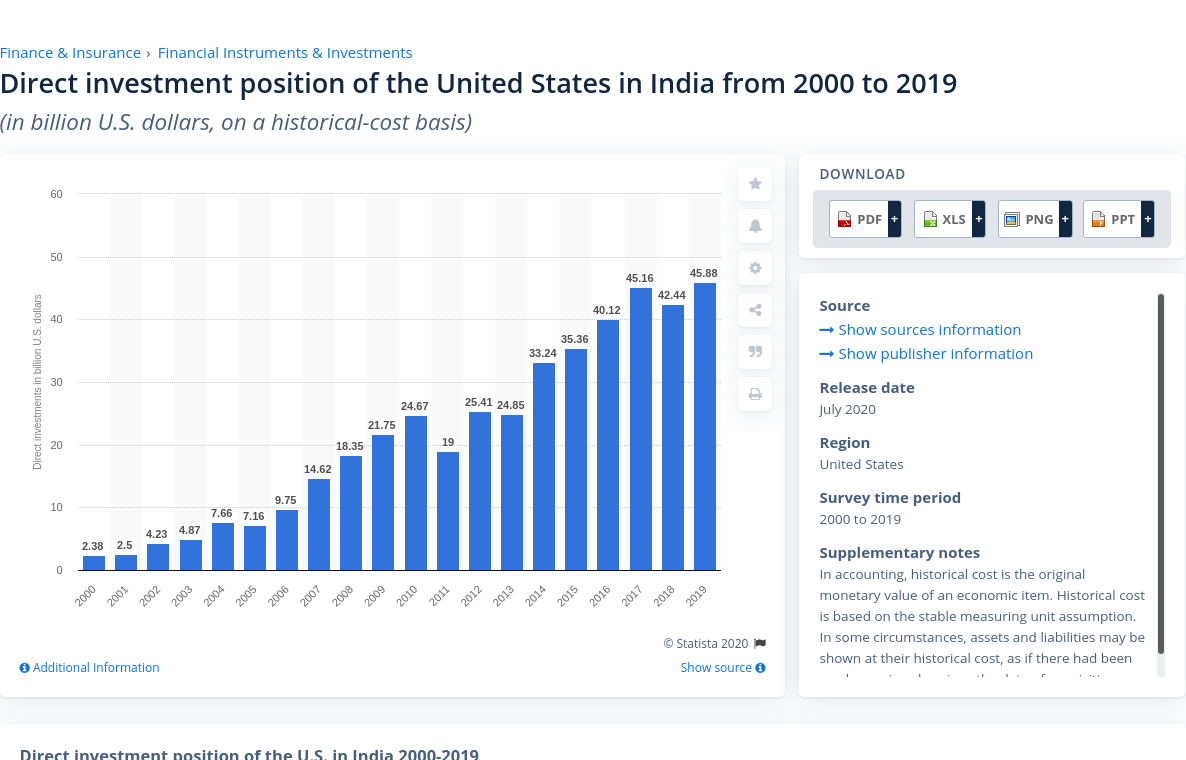 Finance & Insurance › Financial Instruments & Investments
Direct investment position of the United States in India from 2000 to 2019
(in billion U.S. dollars, on a historical-cost basis)
Direct investments in billion U.S. dollars
60
50
40
30
20
10
0
2.38
2.5
4.23
4.87
7.66
7.16
9.75
14.62
18.35
21.75
24.67
19
25.41
24.85
33.24
35.36
40.12
45.16
42.44
45.88
2000
2001
2002
2003
2004
2005
2006
2007
2008
2009
2010
2011
2012
2013
2014
2015
2016
2017
2018
2019
© Statista 2020
Additional Information
Show source
DOWNLOAD
PDF +
XLS +
PNG +
PPT +
Source
Show sources information
Show publisher information
Release date
July 2020
Region
United States
Survey time period
2000 to 2019
Supplementary notes
In accounting, historical cost is the original
monetary value of an economic item. Historical cost
is based on the stable measuring unit assumption.
In some circumstances, assets and liabilities may be
shown at their historical cost, as if there had been
Direct investment position of the U.S. in India 2000-2019